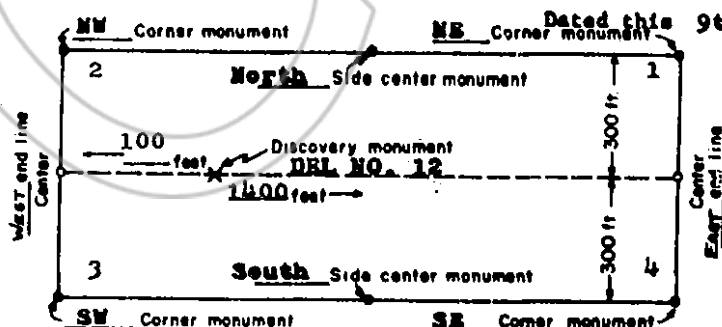 NW Corner monument NE Corner monument Dated this 9
2 North Side center monument 1
300 ft.
100 feet Discovery monument
DRL NO. 12
1400 feet
WEST end line
Center
Center
EAST end line
300 ft
3 South Side center monument 4
SW Corner monument SE Corner monument